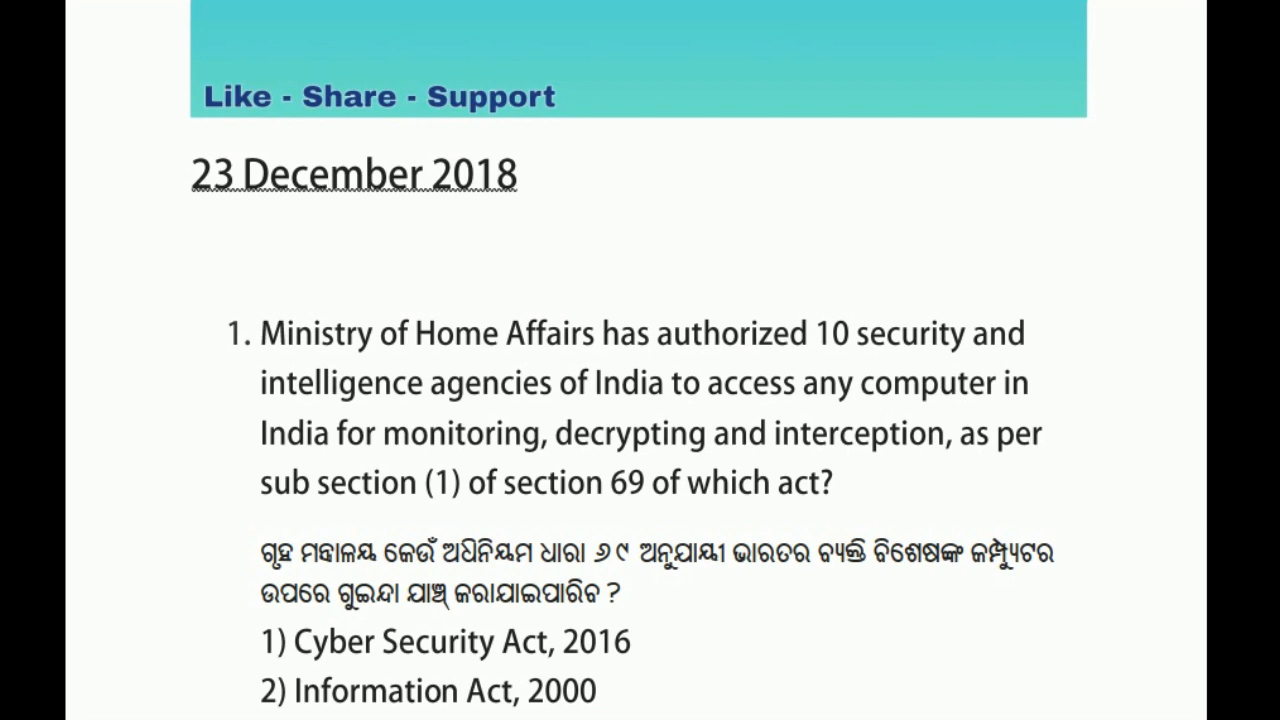 Like - Share - Support
23 December 2018
1. Ministry of Home Affairs has authorized 10 security and
intelligence agencies of India to access any computer in
India for monitoring, decrypting and interception, as per
sub section (1) of section 69 of which act?
ଗୃହ ମନ୍ତ୍ରାଳୟ କେଉଁ ଅଧିନିୟମ ଧାରା ୬୯ ଅନୁଯାୟୀ ଭାରତର ବ୍ୟକ୍ତି ବିଶେଷଙ୍କ କମ୍ପ୍ୟୁଟର
ଉପରେ ଗୁଇନ୍ଦା ଯାଞ୍ଚ୍ କରାଯାଇପାରିବ ?
1) Cyber Security Act, 2016
2) Information Act, 2000